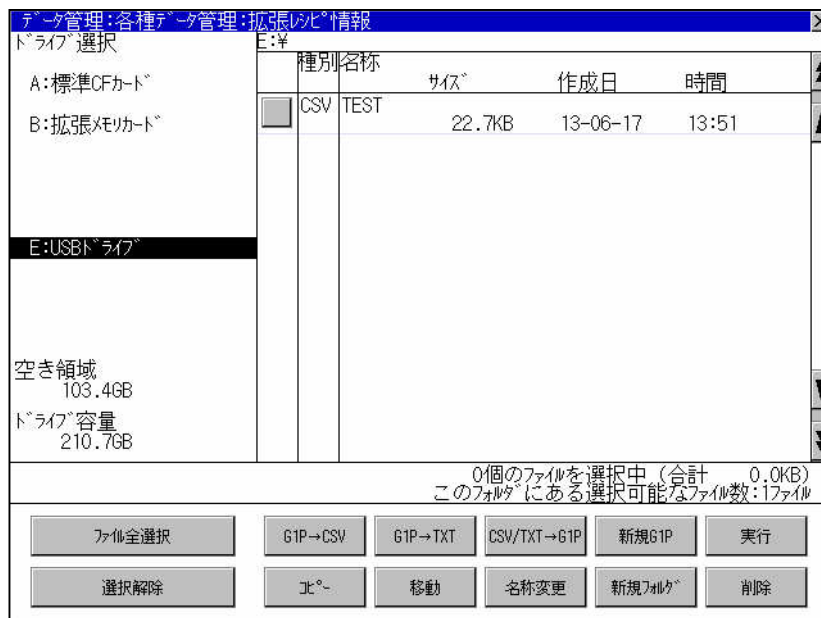 ﾃﾞｰﾀ管理:各種ﾃﾞｰﾀ管理:拡張ﾚｼﾋﾟ情報
ﾄﾞﾗｲﾌﾞ選択
E:¥
種別 名称 ｻｲｽﾞ 作成日 時間
A:標準CFｶｰﾄﾞ
CSV TEST 22.7KB 13-06-17 13:51
B:拡張ﾒﾓﾘｶｰﾄﾞ
E:USBﾄﾞﾗｲﾌﾞ
空き領域
103.4GB
ﾄﾞﾗｲﾌﾞ容量
210.7GB
0個のﾌｧｲﾙを選択中(合計 0.0KB)
このﾌｫﾙﾀﾞにある選択可能なﾌｧｲﾙ数:1ﾌｧｲﾙ
ﾌｧｲﾙ全選択 G1P→CSV G1P→TXT CSV/TXT→G1P 新規G1P 実行
選択解除 ｺﾋﾟｰ 移動 名称変更 新規ﾌｫﾙﾀﾞ 削除